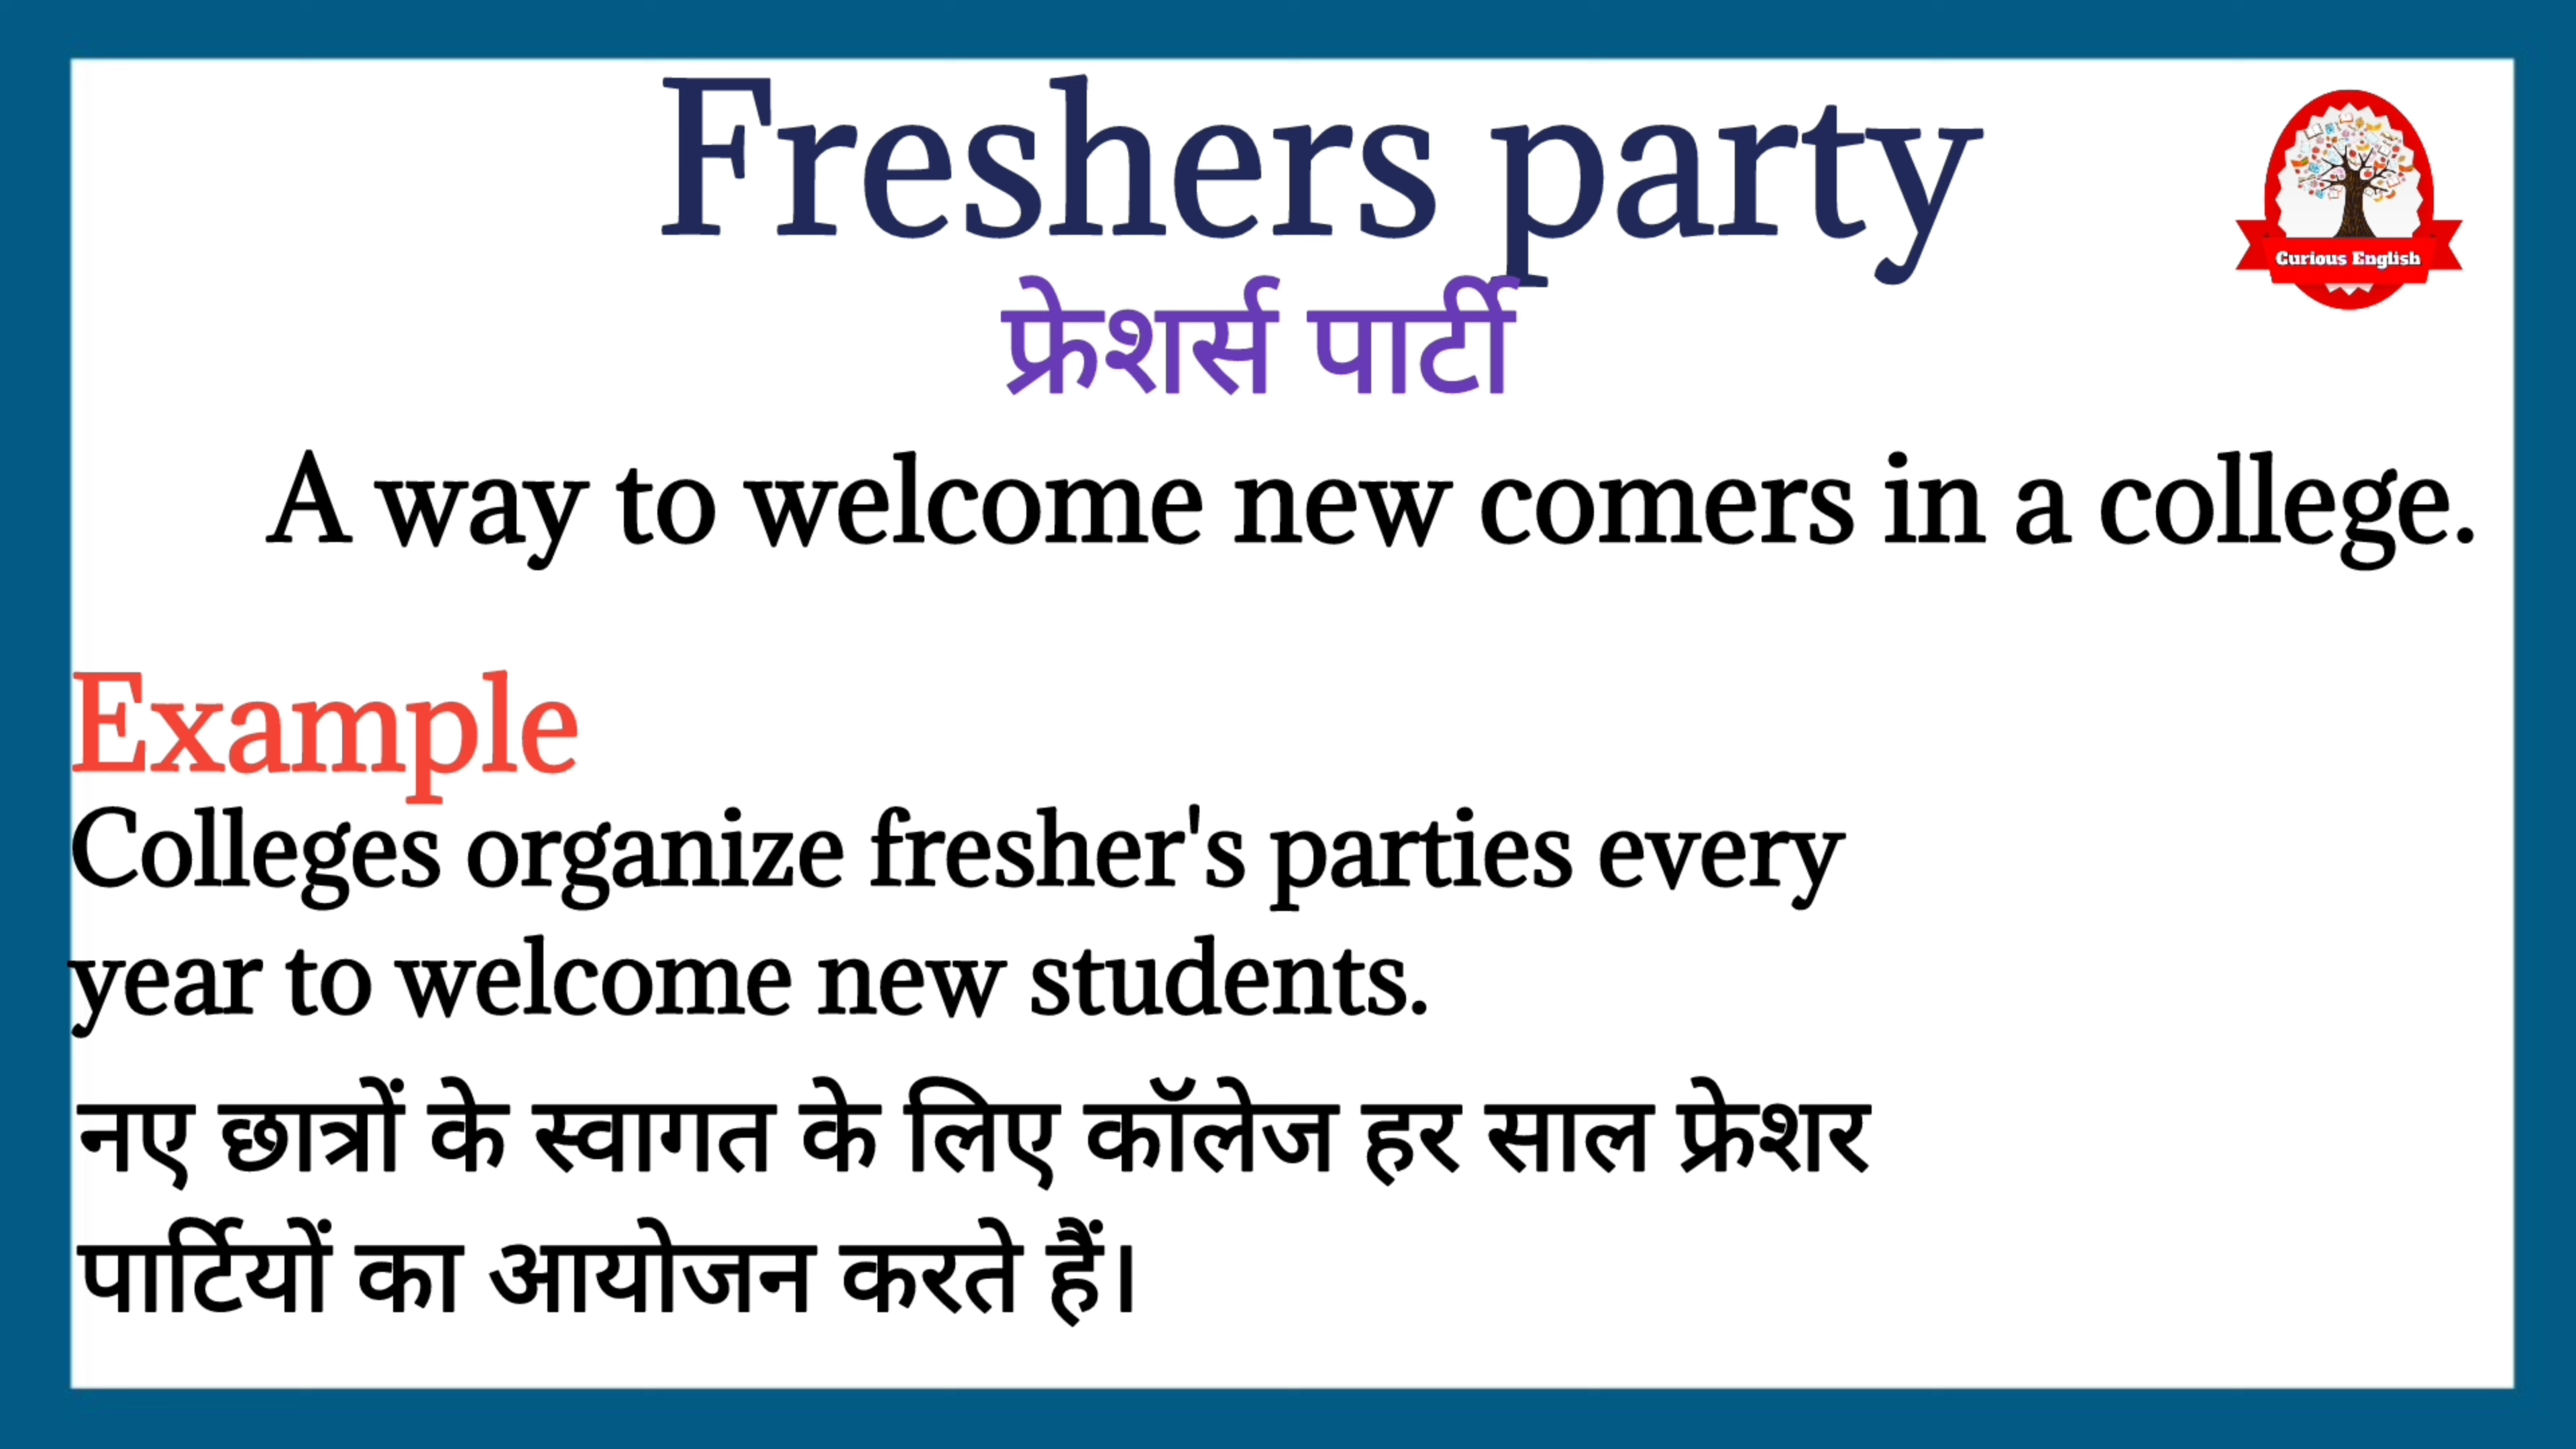 Freshers party
Curious English
फ्रेशर्स पार्टी
A way to welcome new comers in a college.
Example
Colleges organize fresher's parties every
year to welcome new students.
नए छात्रों के स्वागत के लिए कॉलेज हर साल फ्रेशर
पार्टियों का आयोजन करते हैं।